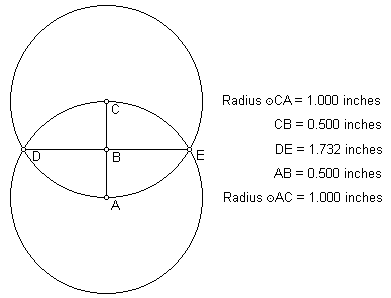 C
Radius ⊙CA = 1.000 inches
CB = 0.500 inches
D B E
DE = 1.732 inches
AB = 0.500 inches
A
Radius ⊙AC = 1.000 inches